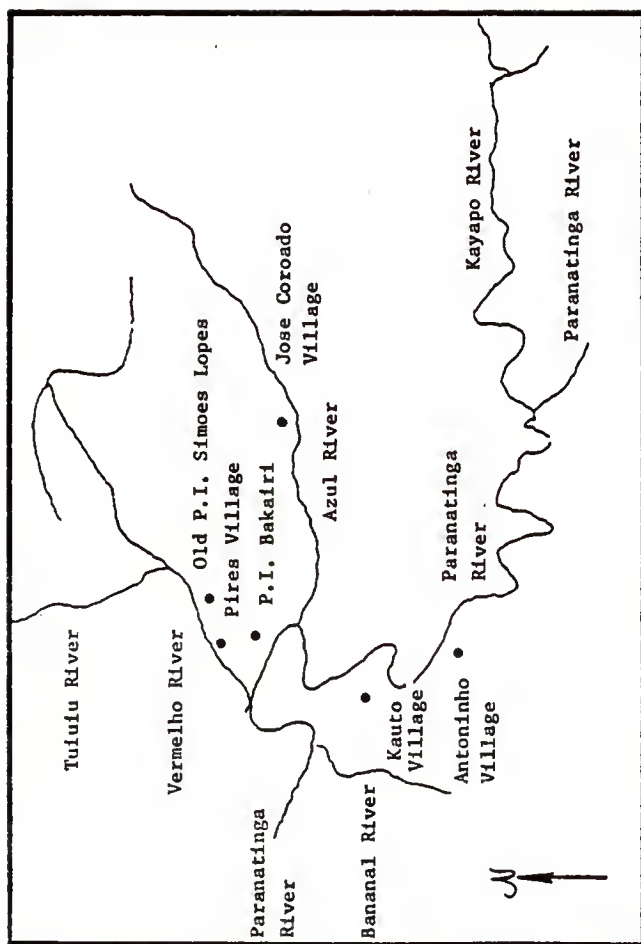 Tuiuiu River
Vermelho River
Old P.I. Simoes Lopes
Pires Village
P.I. Bakairi
Jose Coroado
Village
Azul River
Paranatinga
River
Bananal River
Kauto
Village
Antoninho
Village
Paranatinga
River
Kayapo River
Paranatinga River
N